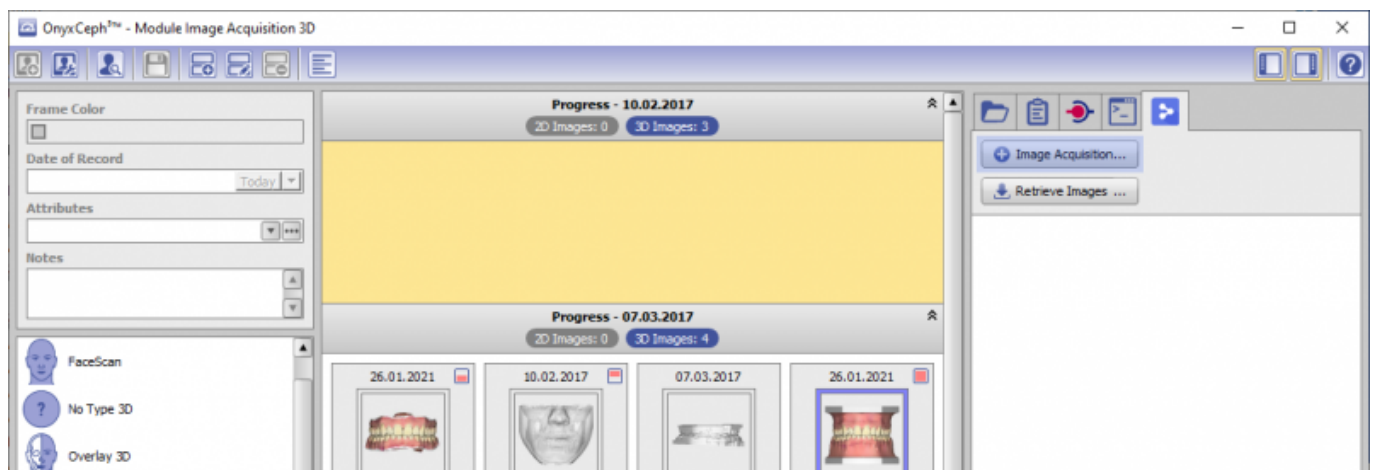 OnyxCeph³™ - Module Image Acquisition 3D
Frame Color
Date of Record
Today
Attributes
Notes
FaceScan
No Type 3D
Overlay 3D
Progress - 10.02.2017
2D Images: 0 3D Images: 3
Progress - 07.03.2017
2D Images: 0 3D Images: 4
26.01.2021 10.02.2017 07.03.2017 26.01.2021
Image Acquisition...
Retrieve Images ...